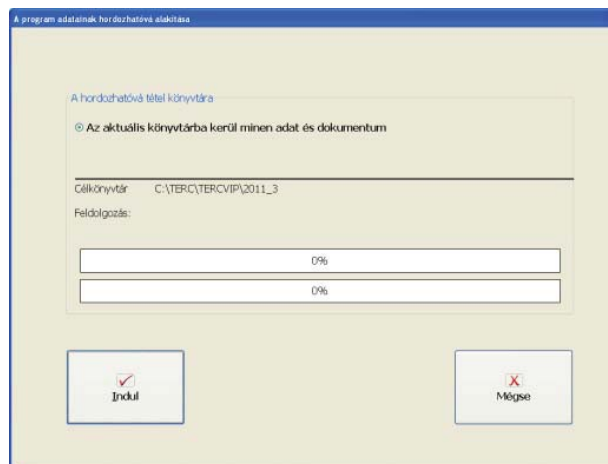 A program adatainak hordozhatóvá alakítása
A hordozhatóvá tétel könyvtára
Az aktuális könyvtárba kerül minen adat és dokumentum
Célkönyvtár C:\TERC\TERCVIP\2011_3
Feldolgozás:
0%
0%
Indul
Mégse